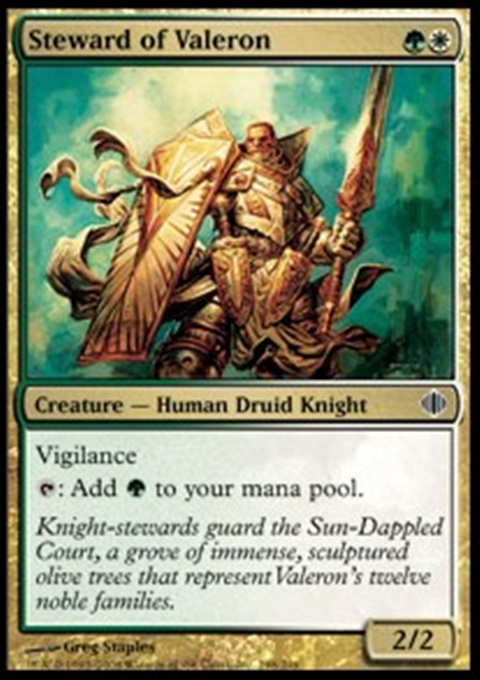 Steward of Valeron
Creature — Human Druid Knight
Vigilance
: Add to your mana pool.
Knight-stewards guard the Sun-Dappled
Court, a grove of immense, sculptured
olive trees that represent Valeron's twelve
noble families.
Greg Staples
2/2